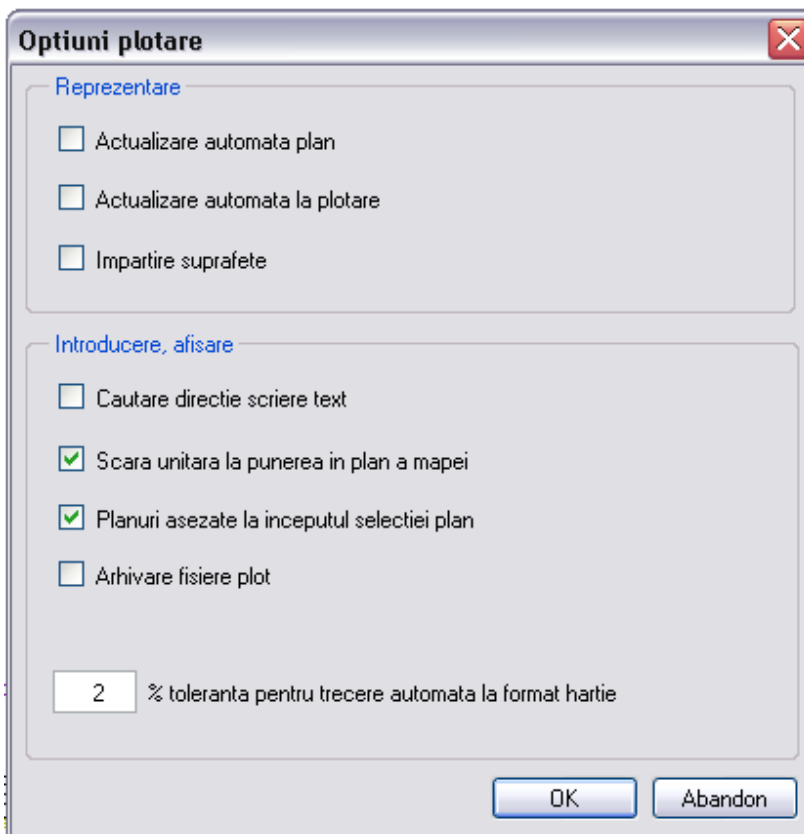 Optiuni plotare
Reprezentare
Actualizare automata plan
Actualizare automata la plotare
Impartire suprafete
Introducere, afisare
Cautare directie scriere text
Scara unitara la punerea in plan a mapei
Planuri asezate la inceputul selectiei plan
Arhivare fisiere plot
2 % toleranta pentru trecere automata la format hartie
OK Abandon